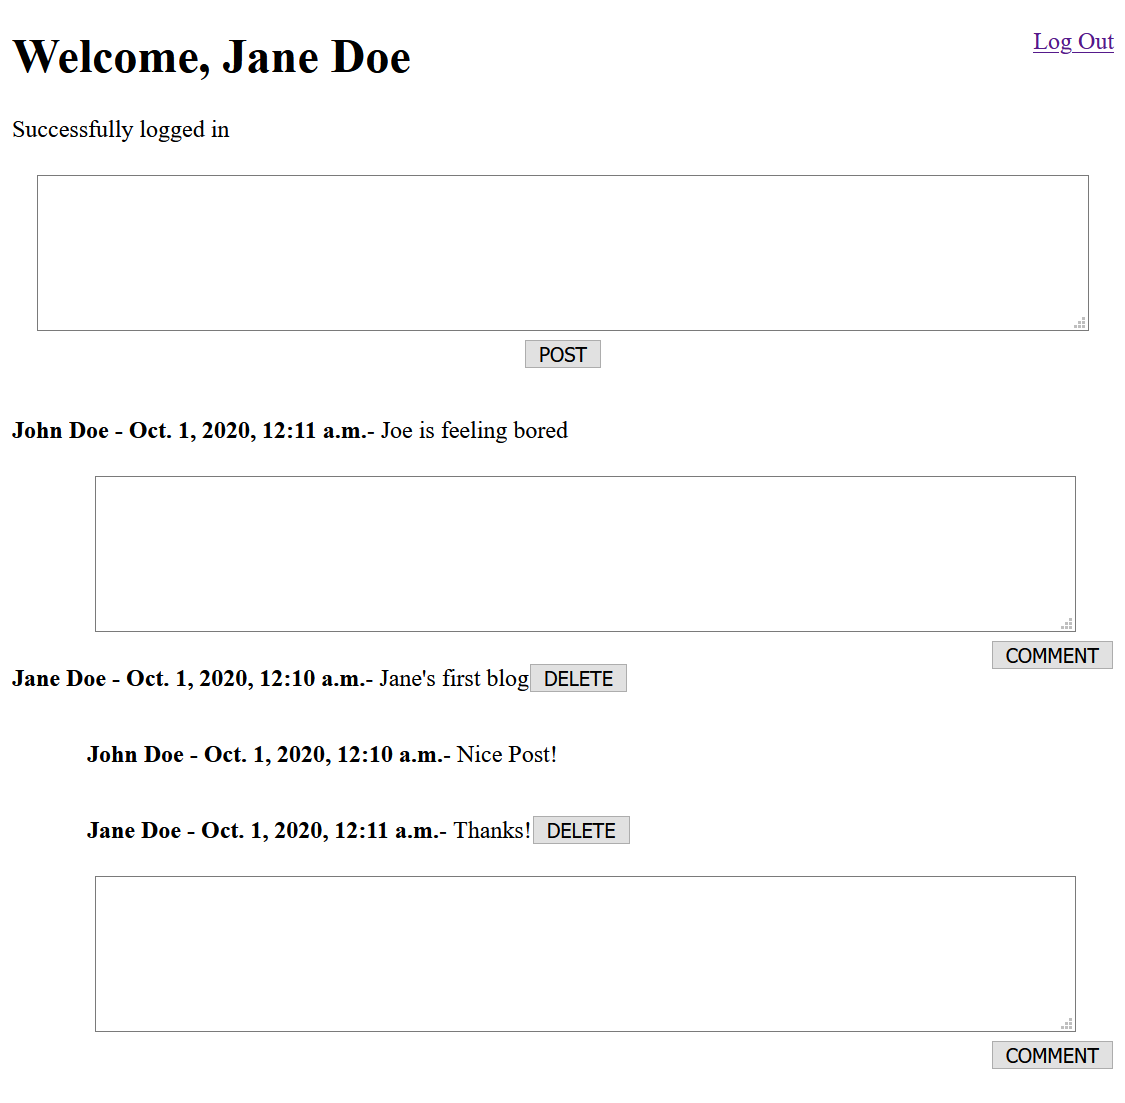 Welcome, Jane Doe
Log Out
Successfully logged in
POST
John Doe - Oct. 1, 2020, 12:11 a.m.- Joe is feeling bored
COMMENT
Jane Doe - Oct. 1, 2020, 12:10 a.m.- Jane's first blog DELETE
John Doe - Oct. 1, 2020, 12:10 a.m.- Nice Post!
Jane Doe - Oct. 1, 2020, 12:11 a.m.- Thanks! DELETE
COMMENT